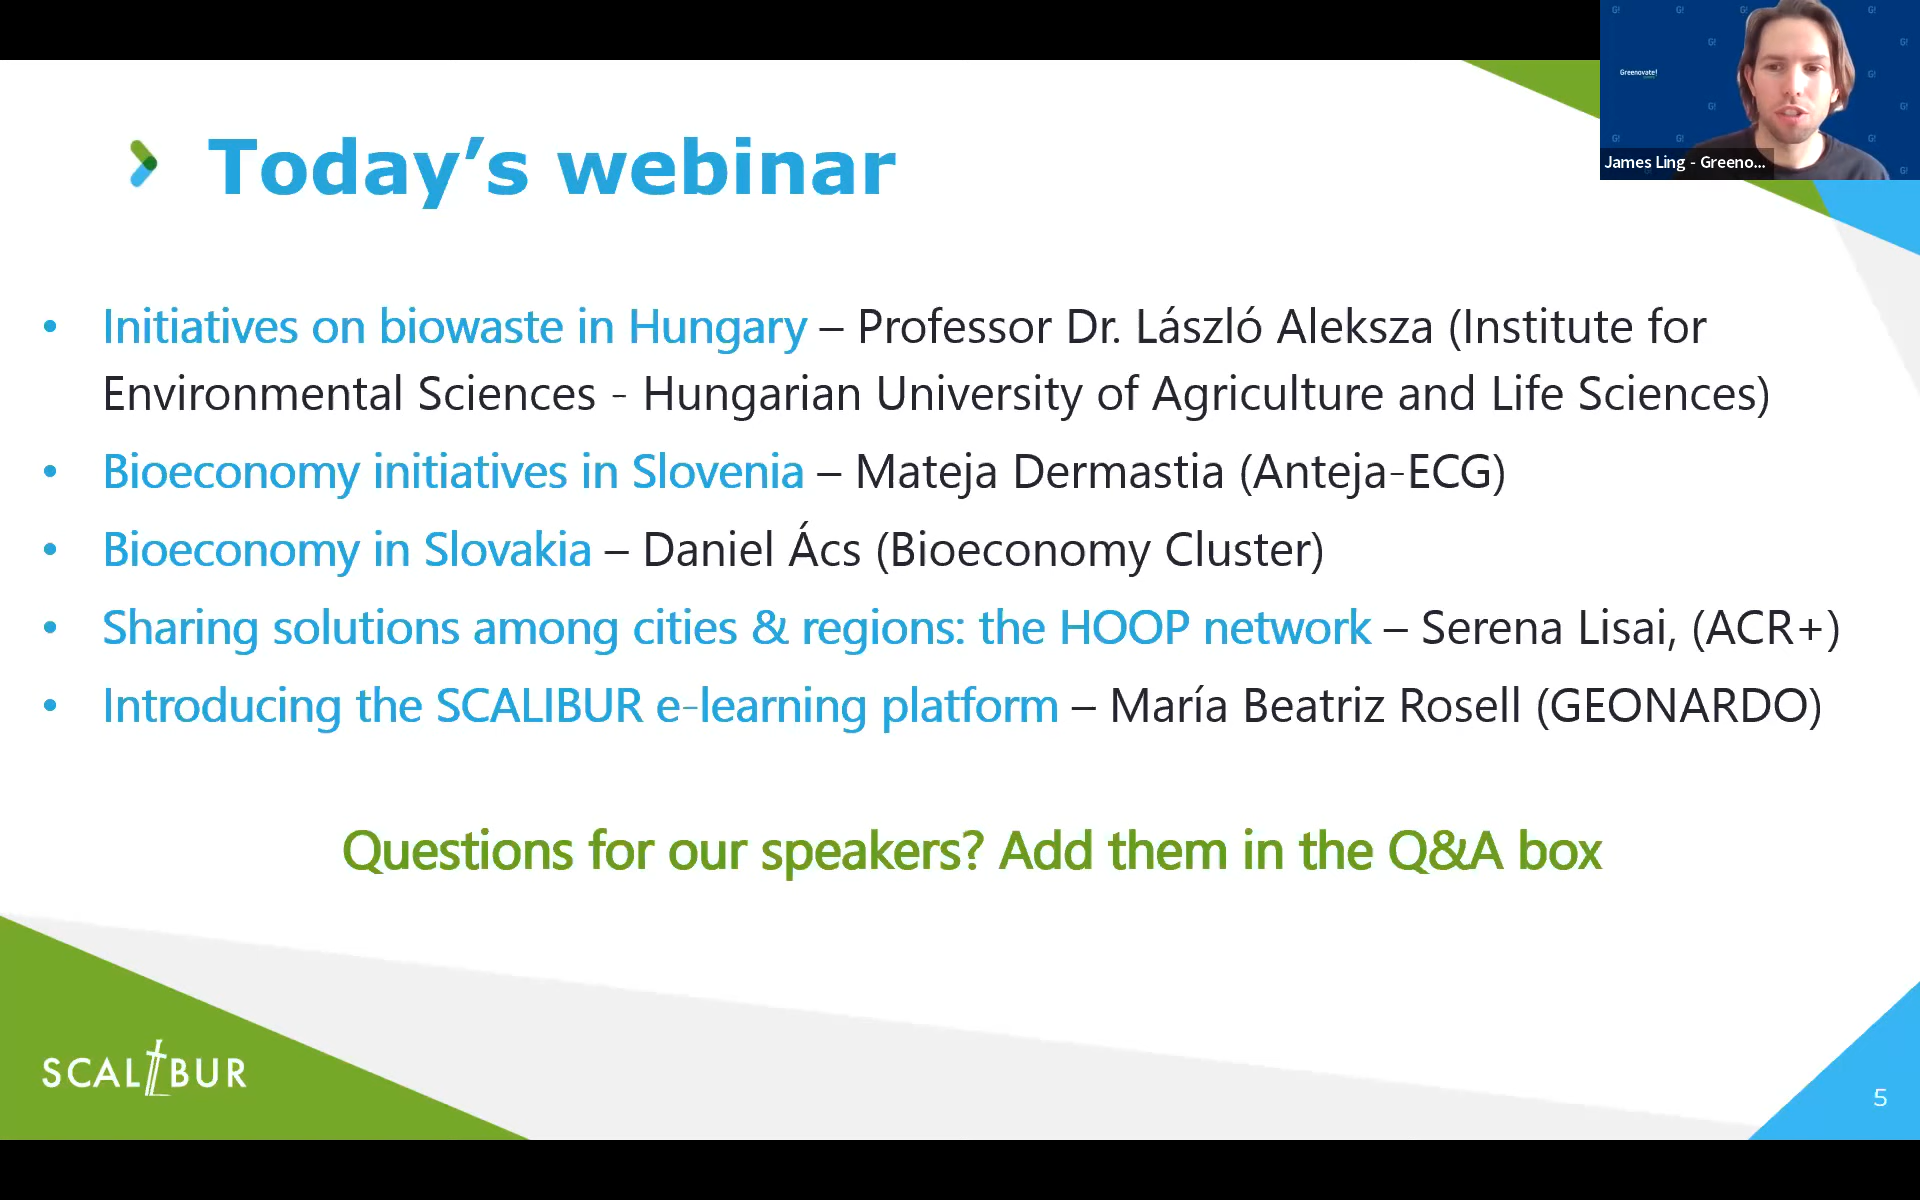 Today's webinar
• Initiatives on biowaste in Hungary – Professor Dr. László Aleksza (Institute for
Environmental Sciences - Hungarian University of Agriculture and Life Sciences)
• Bioeconomy initiatives in Slovenia – Mateja Dermastia (Anteja-ECG)
• Bioeconomy in Slovakia – Daniel Ács (Bioeconomy Cluster)
• Sharing solutions among cities & regions: the HOOP network – Serena Lisai, (ACR+)
• Introducing the SCALIBUR e-learning platform – María Beatriz Rosell (GEONARDO)
Questions for our speakers? Add them in the Q&A box
SCALIBUR
5
Greenovate!
James Ling - Greeno...